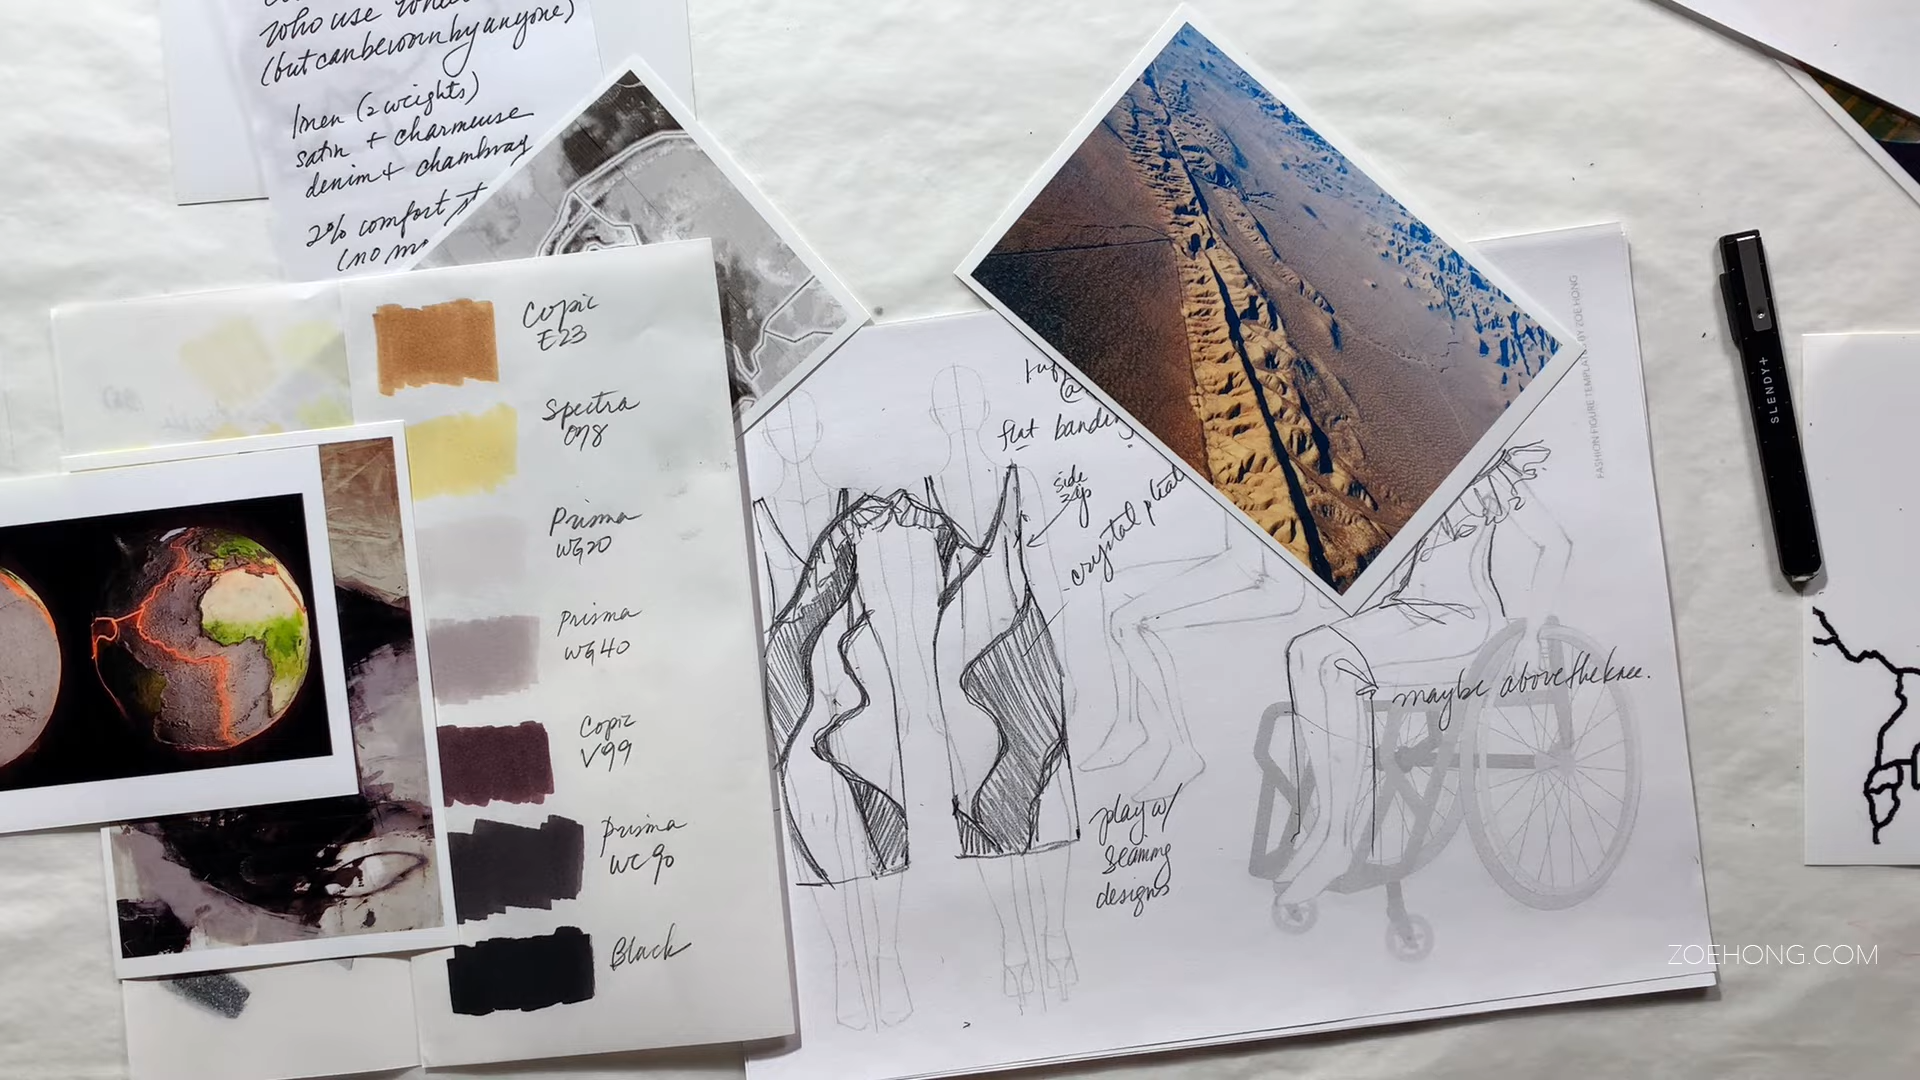 who use
(but can be worn by anyone)
linen (2 weights)
satin + charmeuse
denim + chambray
2% comfort st
(no mo
Copic
E23
Spectra
078
Prisma
WG20
Prisma
WG40
Copic
V99
Prisma
WG90
Black
flat banding
side
zip
crystal pleat
play w/
seaming
designs
maybe above the knee.
FASHION FIGURE TEMPLATE BY ZOE HONG
SLENDY+
ZOEHONG.COM